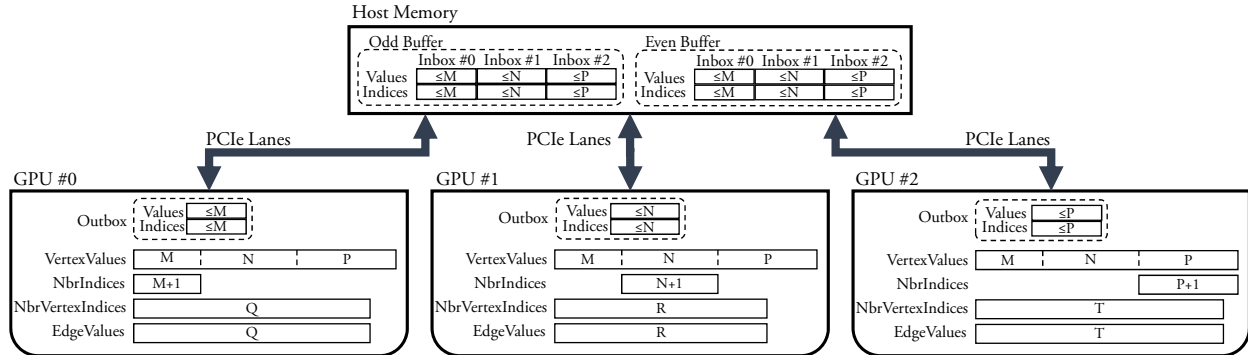 Host Memory
Odd Buffer
Inbox #0 Inbox #1 Inbox #2
Values ≤M ≤N ≤P
Indices ≤M ≤N ≤P
Even Buffer
Inbox #0 Inbox #1 Inbox #2
Values ≤M ≤N ≤P
Indices ≤M ≤N ≤P
PCIe Lanes
PCIe Lanes
PCIe Lanes
GPU #0
Outbox
Values ≤M
Indices ≤M
VertexValues M N P
NbrIndices M+1
NbrVertexIndices Q
EdgeValues Q
GPU #1
Outbox
Values ≤N
Indices ≤N
VertexValues M N P
NbrIndices N+1
NbrVertexIndices R
EdgeValues R
GPU #2
Outbox
Values ≤P
Indices ≤P
VertexValues M N P
NbrIndices P+1
NbrVertexIndices T
EdgeValues T